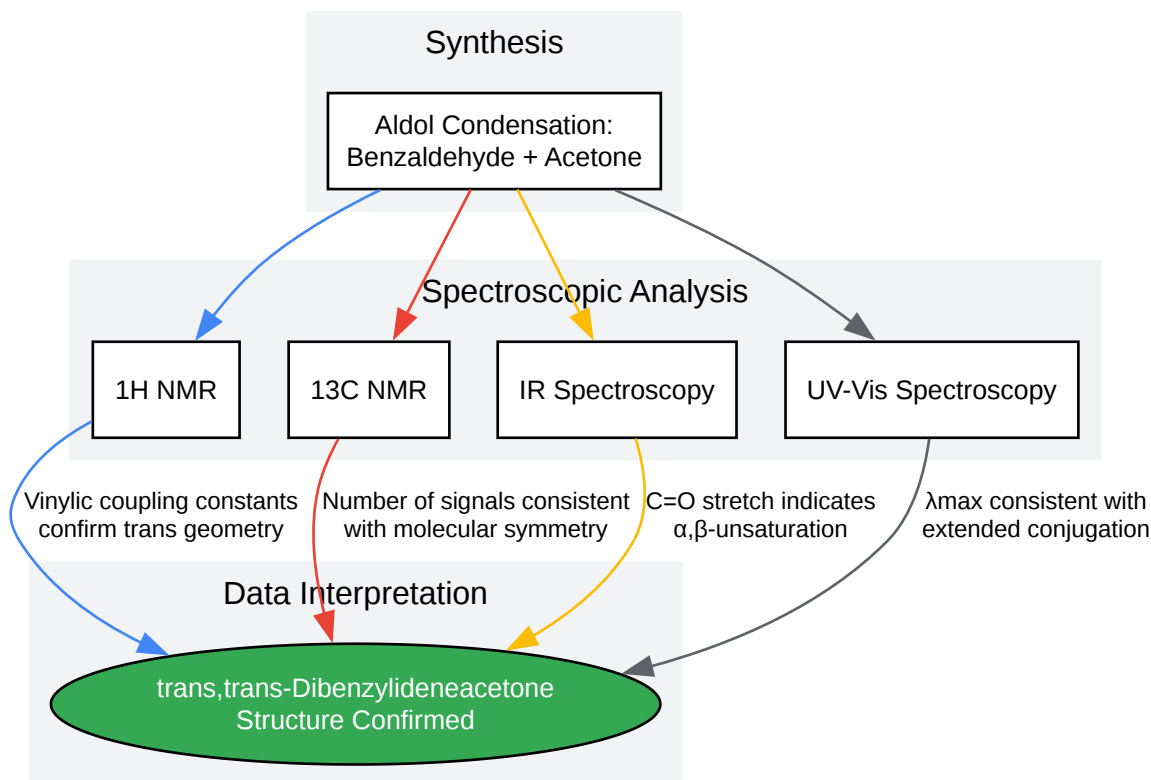 Synthesis
Aldol Condensation:
Benzaldehyde + Acetone
Spectroscopic Analysis
1H NMR
13C NMR
IR Spectroscopy
UV-Vis Spectroscopy
Vinylic coupling constants
confirm trans geometry
Number of signals consistent
with molecular symmetry
C=O stretch indicates
α,β-unsaturation
λmax consistent with
extended conjugation
Data Interpretation
trans,trans-Dibenzylideneacetone
Structure Confirmed